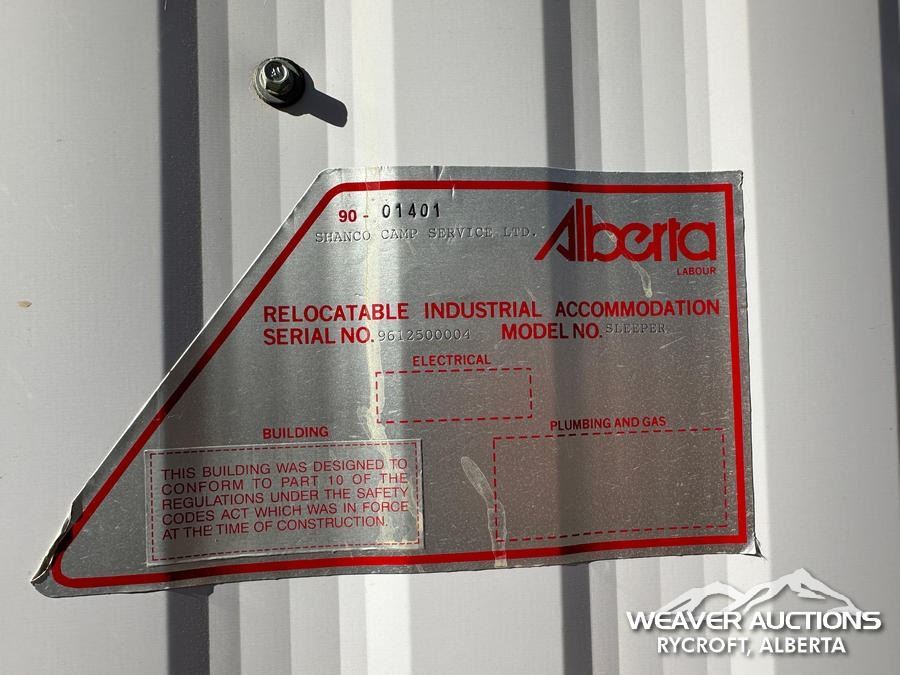 90 - 01401
SHANCO CAMP SERVICE LTD.
Alberta
LABOUR
RELOCATABLE INDUSTRIAL ACCOMMODATION
SERIAL NO. 9612500004 MODEL NO. SLEEPER
ELECTRICAL
BUILDING
PLUMBING AND GAS
THIS BUILDING WAS DESIGNED TO
CONFORM TO PART 10 OF THE
REGULATIONS UNDER THE SAFETY
CODES ACT WHICH WAS IN FORCE
AT THE TIME OF CONSTRUCTION.
WEAVER AUCTIONS
RYCROFT, ALBERTA